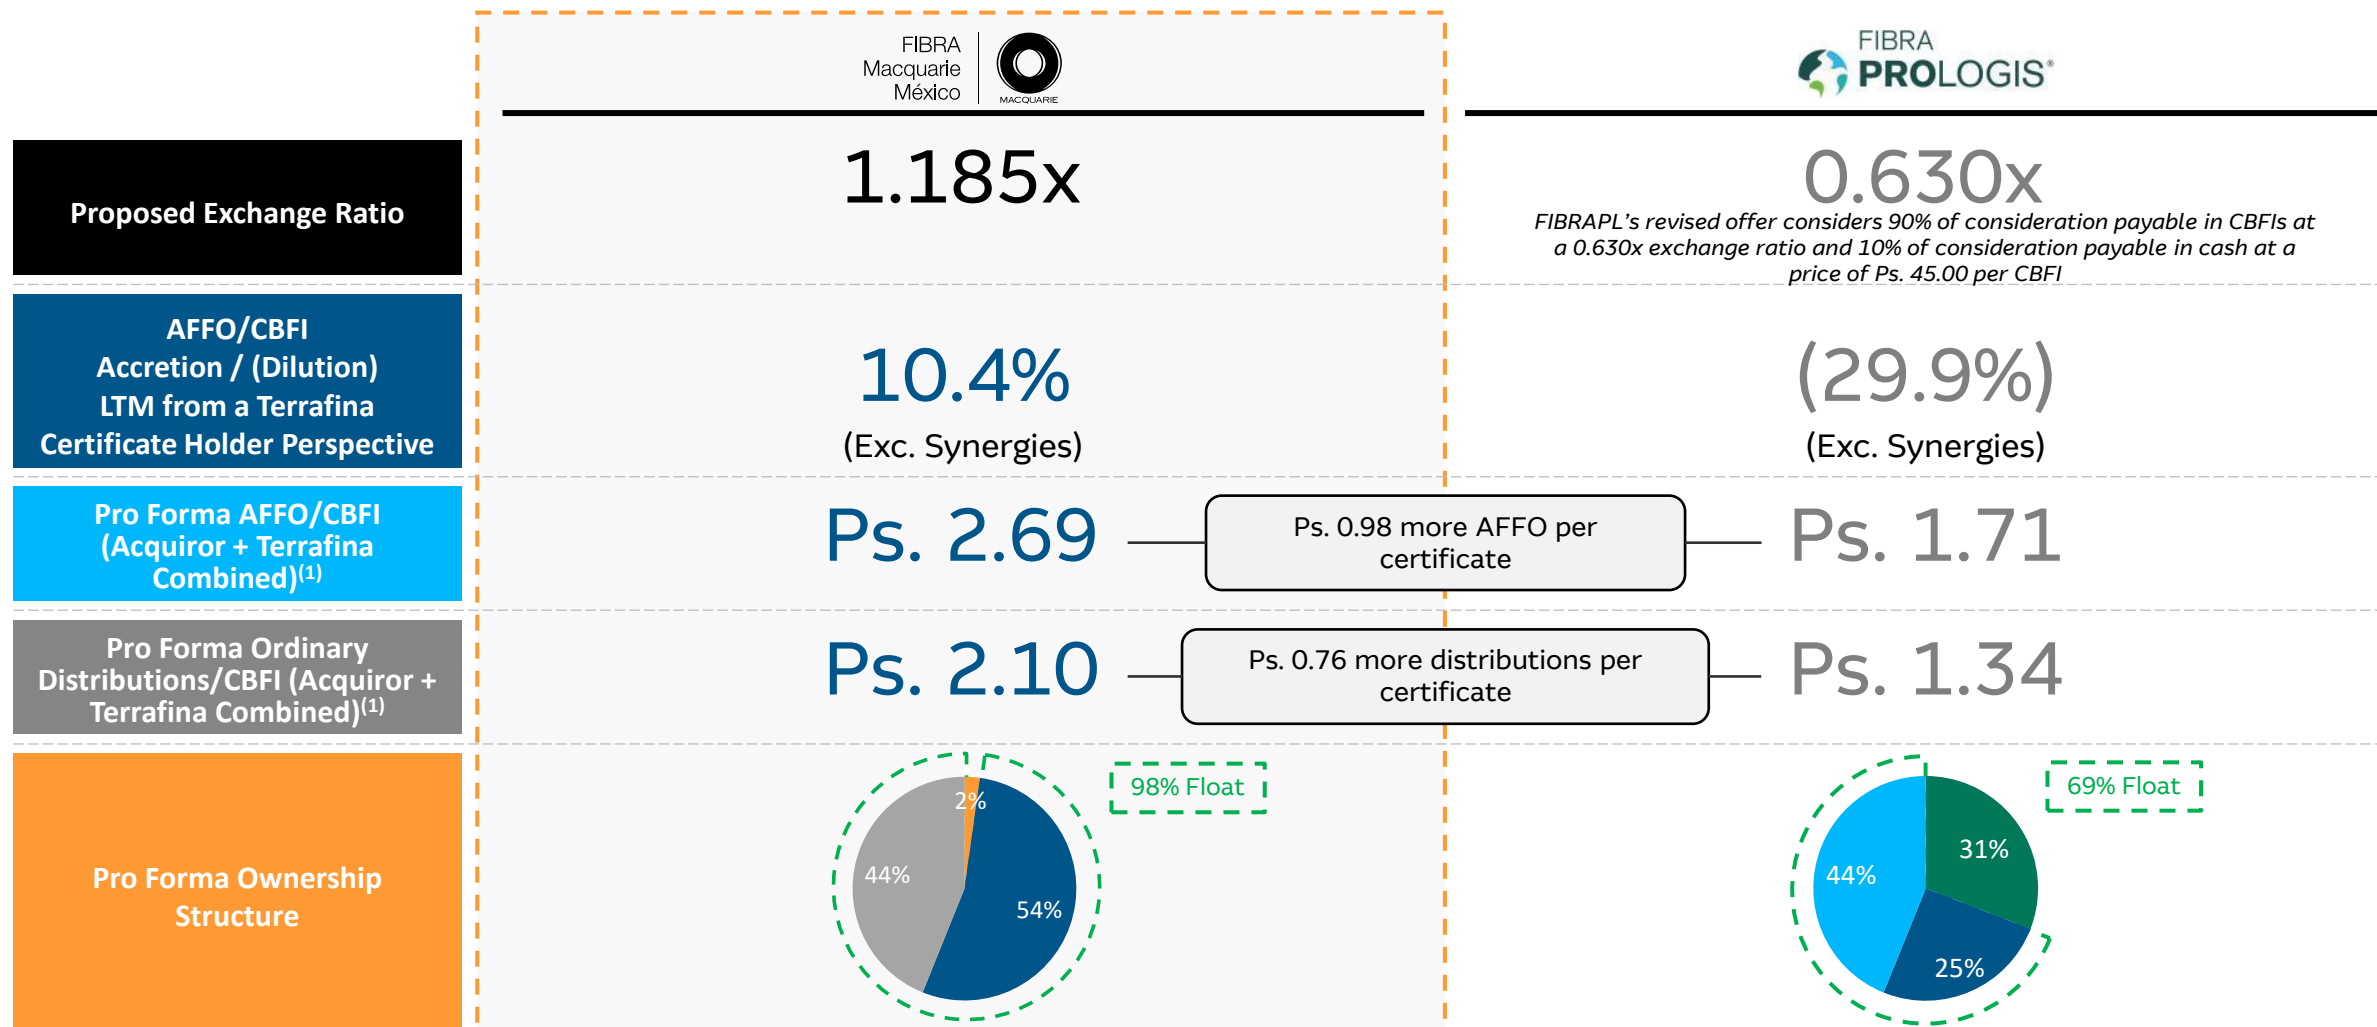 FIBRA
Macquarie
México
MACQUARIE
FIBRA
PROLOGIS®
Proposed Exchange Ratio
1.185x
0.630x
FIBRAPL's revised offer considers 90% of consideration payable in CBFIs at
a 0.630x exchange ratio and 10% of consideration payable in cash at a
price of Ps. 45.00 per CBFI
AFFO/CBFI
Accretion / (Dilution)
LTM from a Terrafina
Certificate Holder Perspective
10.4%
(Exc. Synergies)
(29.9%)
(Exc. Synergies)
Pro Forma AFFO/CBFI
(Acquiror + Terrafina
Combined)(1)
Ps. 2.69
Ps. 0.98 more AFFO per
certificate
Ps. 1.71
Pro Forma Ordinary
Distributions/CBFI (Acquiror +
Terrafina Combined)(1)
Ps. 2.10
Ps. 0.76 more distributions per
certificate
Ps. 1.34
Pro Forma Ownership
Structure
2%
44%
54%
98% Float
31%
44%
25%
69% Float